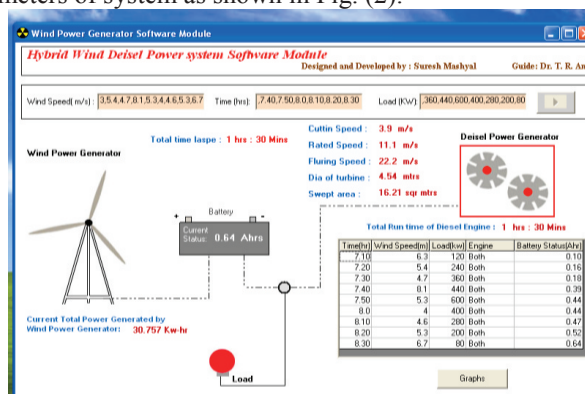 meters of system as shown in Fig. (2).
Wind Power Generator Software Module
Hybrid Wind Deisel Power system Software Module
Designed and Developed by : Suresh Mashyal Guide: Dr. T. R. An
Wind Speed( m/s) : 3,5.4,4.7,8.1,5.3,4,4.6,5.3,6.7 Time (hrs): ,7.40,7.50,8.0,8.10,8.20,8.30 Load (KW): ,360,440,600,400,280,200,80
Total time laspe : 1 hrs : 30 Mins
Cuttin Speed : 3.9 m/s
Rated Speed : 11.1 m/s
Fluring Speed : 22.2 m/s
Dia of turbine : 4.54 mtrs
Swept area : 16.21 sqr mtrs
Deisel Power Generator
Wind Power Generator
Battery
+ -
Current
Status: 0.64 Ahrs
Total Run time of Diesel Engine : 1 hrs : 30 Mins
Time(hr) Wind Speed(m) Load(kw) Engine Battery Status(Ahr)
7.10 6.3 120 Both 0.10
7.20 5.4 240 Both 0.16
7.30 4.7 360 Both 0.18
7.40 8.1 440 Both 0.39
7.50 5.3 600 Both 0.44
8.0 4 400 Both 0.44
8.10 4.6 280 Both 0.47
8.20 5.3 200 Both 0.52
8.30 6.7 80 Both 0.64
Current Total Power Generated by
Wind Power Generator: 30.757 Kw-hr
Load
Graphs